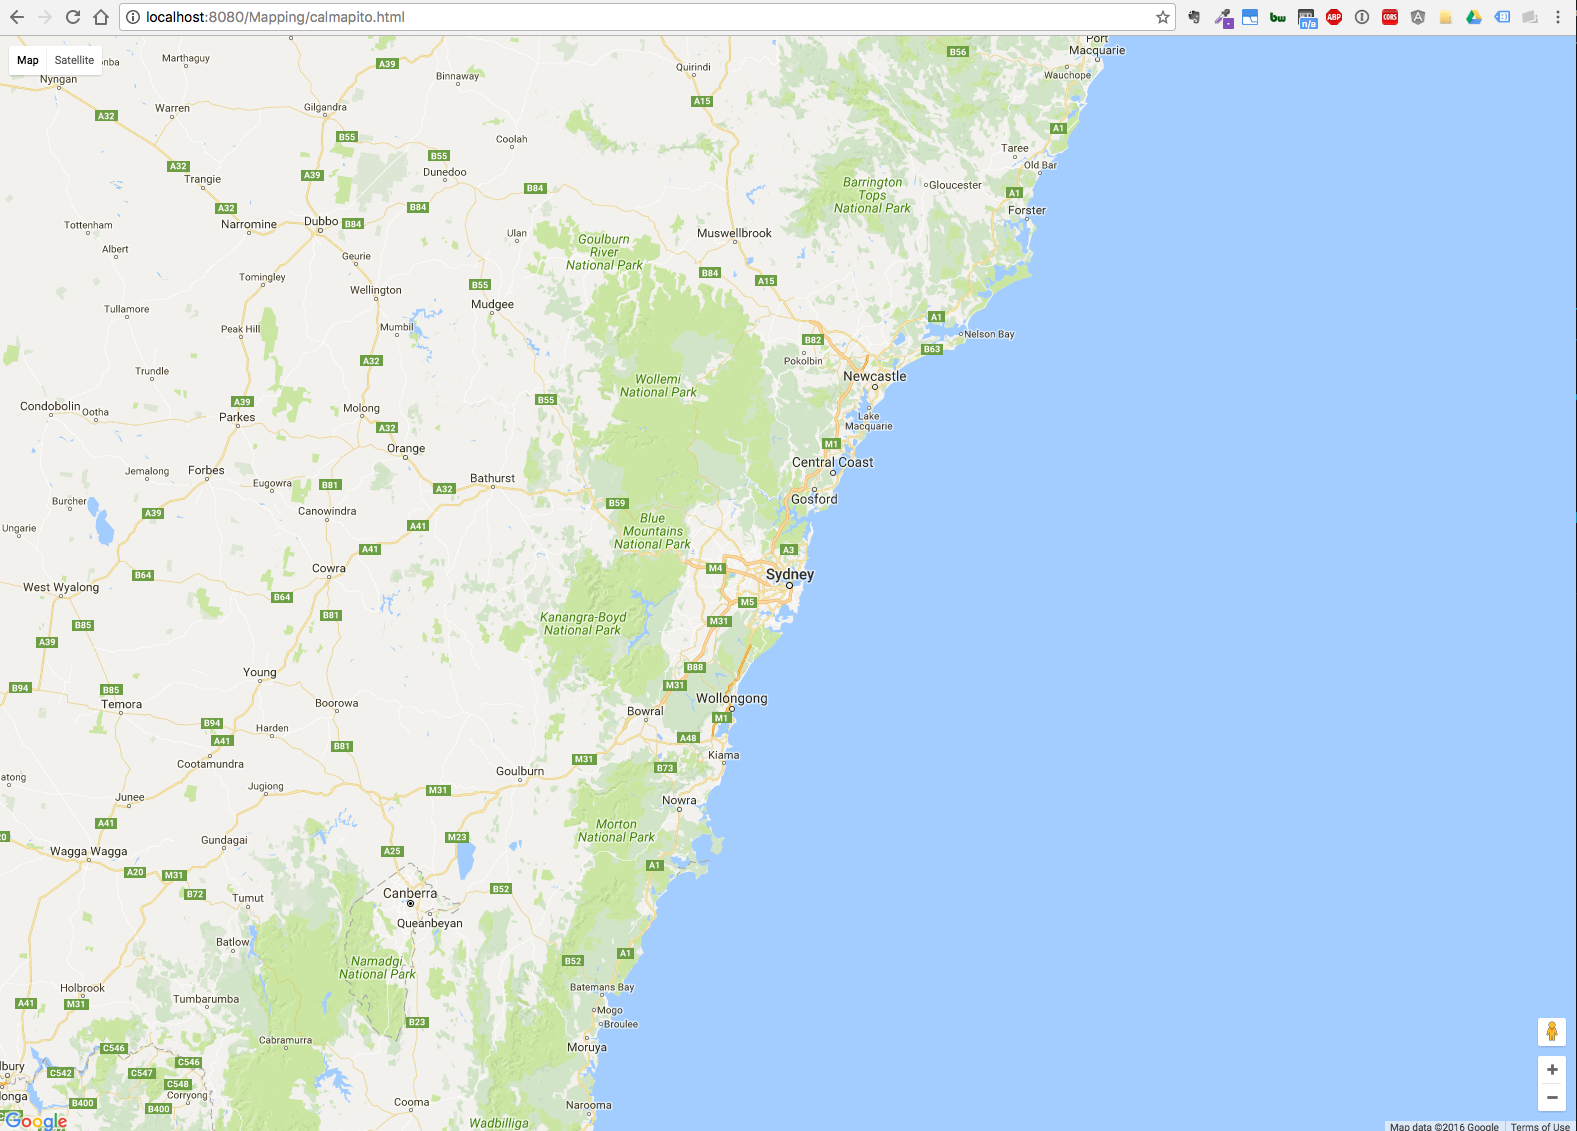 localhost:8080/Mapping/calmapito.html
n/a
bw
ABP
CORS
Map
Satellite
Port
Macquarie
B56
Marthaguy
A39
Binnaway
Quirindi
Wauchope
Nyngan
A32
Warren
Gilgandra
A15
B55
Coolah
A1
Taree
Old Bar
A32
Trangie
A39
B55
Dunedoo
B84
Barrington
Tops
National Park
Gloucester
A1
Forster
A32
Narromine
Dubbo
B84
B84
Tottenham
Albert
Ulan
Goulburn
River
National Park
Muswellbrook
Geurie
Tomingley
Wellington
B55
Mudgee
B84
A15
Tullamore
Peak Hill
Mumbil
A1
Nelson Bay
B82
B63
Pokolbin
A32
Trundle
Wollemi
National Park
Newcastle
Condobolin
Ootha
A39
Parkes
Molong
B55
Lake
Macquarie
A32
Orange
M1
Central Coast
Jemalong
Forbes
Eugowra
B81
A32
Bathurst
Gosford
Burcher
A39
Canowindra
B59
Ungarie
A41
Blue
Mountains
National Park
A41
A3
Cowra
M4
Sydney
West Wyalong
B64
B64
M5
B85
B81
Kanangra-Boyd
National Park
M31
A39
Young
B88
B94
B85
Temora
M31
Wollongong
Boorowa
Bowral
M1
B94
Harden
A41
B81
A48
Kiama
Cootamundra
Goulburn
M31
B73
atong
Jugiong
Junee
M31
Nowra
A41
Gundagai
M23
Morton
National Park
20
Wagga Wagga
A25
A1
A20
M31
B72
Tumut
Canberra
B52
Queanbeyan
Batlow
A1
Namadgi
National Park
B52
Holbrook
Batemans Bay
A41
M31
Tumbarumba
Mogo
Broulee
B23
Cabramurra
Moruya
C546
C546
bury
C542
C547
C548
longa
Corryong
B400
B400
Cooma
Narooma
Wadbilliga
Google
+
−
Map data ©2016 Google
Terms of Use